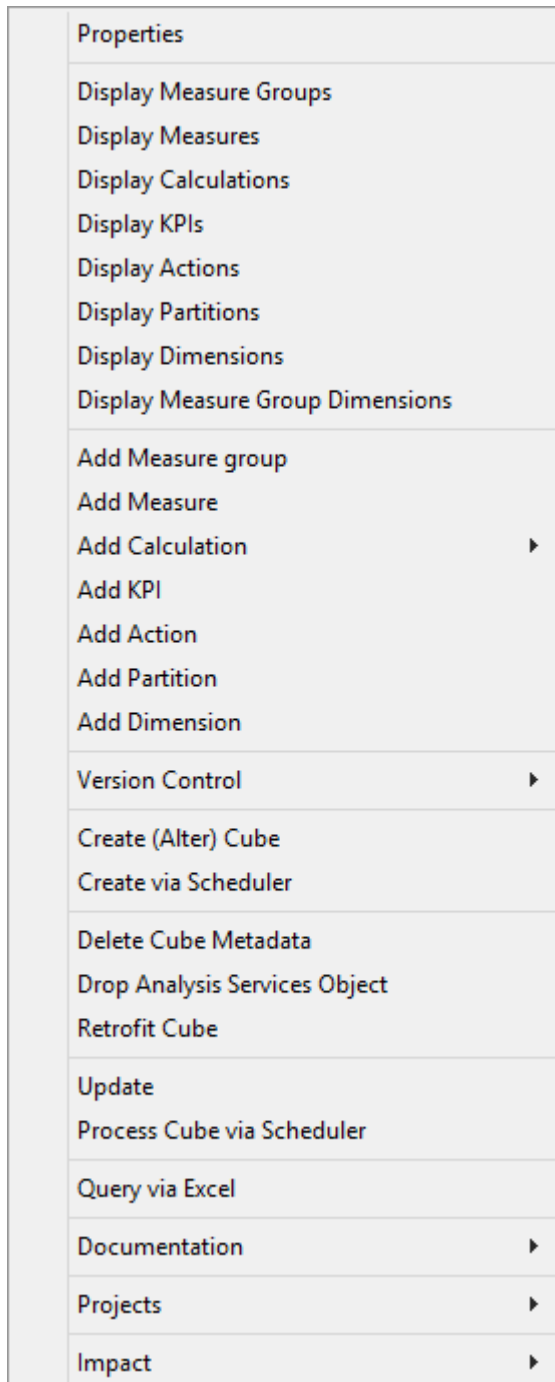 Properties
Display Measure Groups
Display Measures
Display Calculations
Display KPIs
Display Actions
Display Partitions
Display Dimensions
Display Measure Group Dimensions
Add Measure group
Add Measure
Add Calculation
Add KPI
Add Action
Add Partition
Add Dimension
Version Control
Create (Alter) Cube
Create via Scheduler
Delete Cube Metadata
Drop Analysis Services Object
Retrofit Cube
Update
Process Cube via Scheduler
Query via Excel
Documentation
Projects
Impact